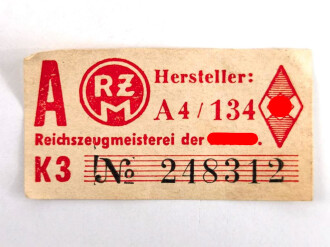 A RZM Hersteller:
A4/134
Reichszeugmeisterei der .
K3 No 248312